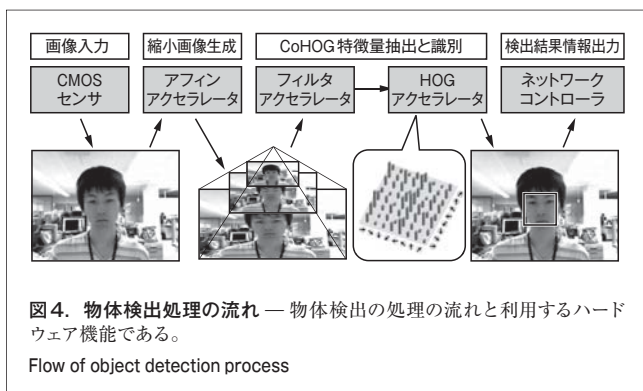 画像入力
縮小画像生成
CoHOG特徴量抽出と識別
検出結果情報出力
CMOS
センサ
アフィン
アクセラレータ
フィルタ
アクセラレータ
HOG
アクセラレータ
ネットワーク
コントローラ
図4. 物体検出処理の流れ — 物体検出の処理の流れと利用するハード
ウェア機能である。
Flow of object detection process